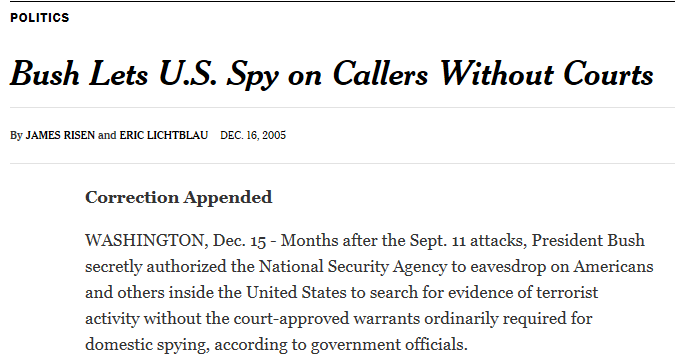 POLITICS
Bush Lets U.S. Spy on Callers Without Courts
By JAMES RISEN and ERIC LICHTBLAU DEC. 16, 2005
Correction Appended
WASHINGTON, Dec. 15 - Months after the Sept. 11 attacks, President Bush
secretly authorized the National Security Agency to eavesdrop on Americans
and others inside the United States to search for evidence of terrorist
activity without the court-approved warrants ordinarily required for
domestic spying, according to government officials.